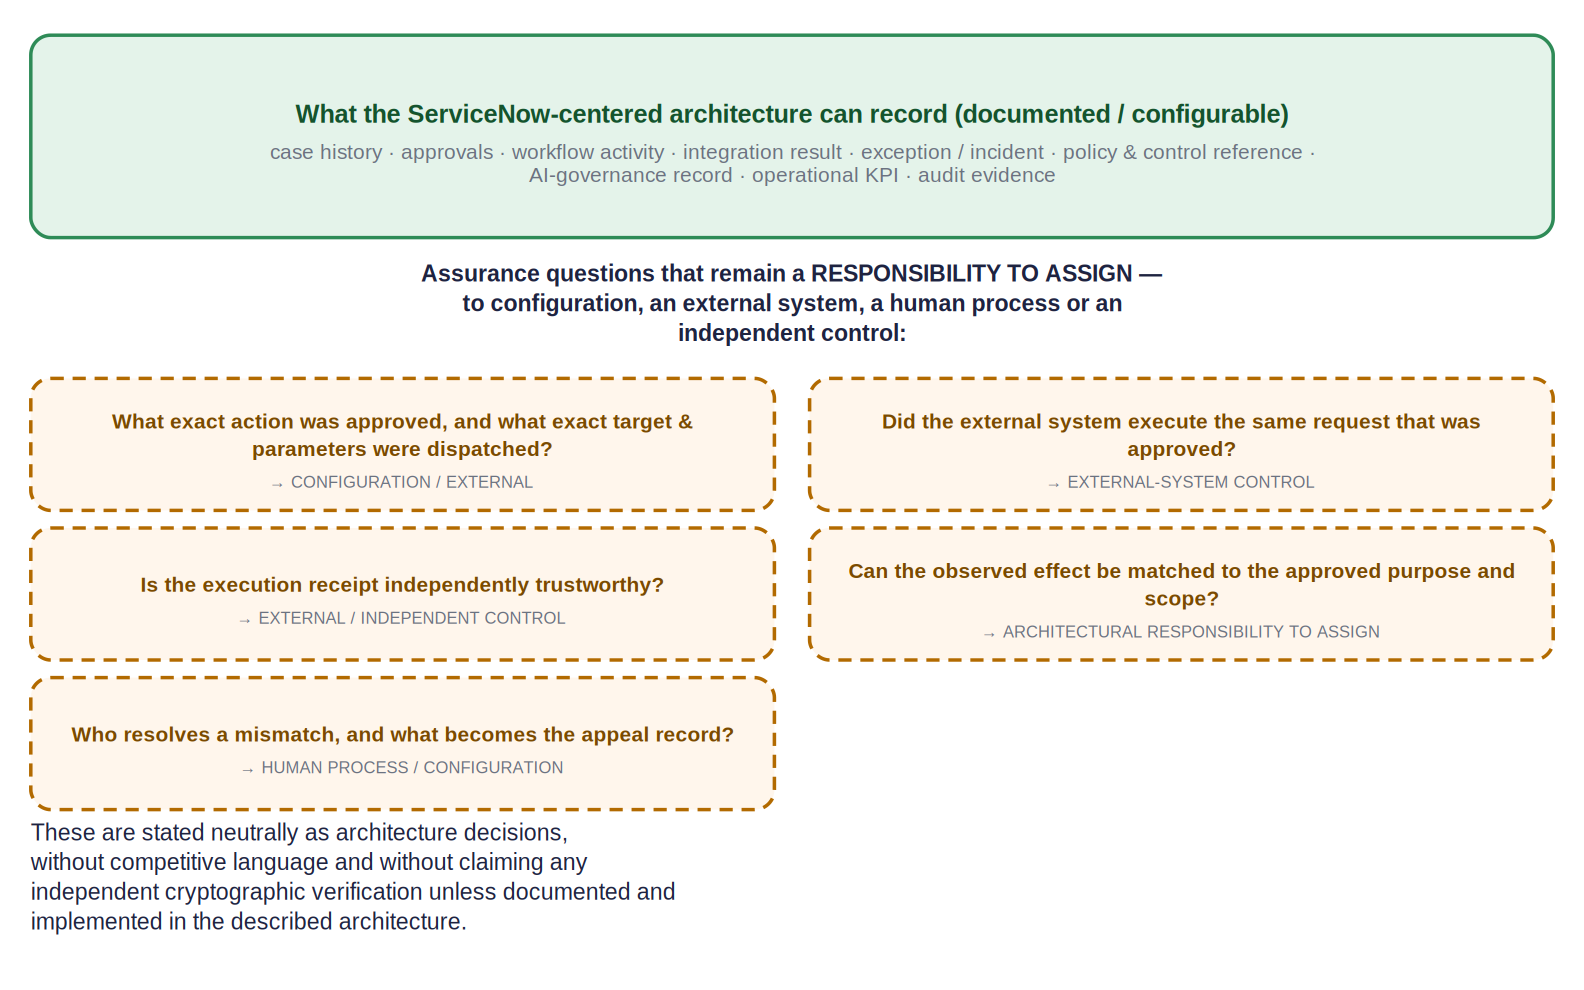 What the ServiceNow-centered architecture can record (documented / configurable)
case history · approvals · workflow activity · integration result · exception / incident · policy & control reference ·
AI-governance record · operational KPI · audit evidence
Assurance questions that remain a RESPONSIBILITY TO ASSIGN —
to configuration, an external system, a human process or an
independent control:
What exact action was approved, and what exact target &
parameters were dispatched?
→ CONFIGURATION / EXTERNAL
Did the external system execute the same request that was
approved?
→ EXTERNAL-SYSTEM CONTROL
Is the execution receipt independently trustworthy?
→ EXTERNAL / INDEPENDENT CONTROL
Can the observed effect be matched to the approved purpose and
scope?
→ ARCHITECTURAL RESPONSIBILITY TO ASSIGN
Who resolves a mismatch, and what becomes the appeal record?
→ HUMAN PROCESS / CONFIGURATION
These are stated neutrally as architecture decisions,
without competitive language and without claiming any
independent cryptographic verification unless documented and
implemented in the described architecture.